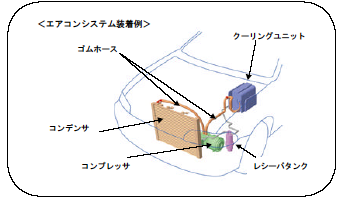 ＜エアコンシステム装着例＞
クーリングユニット
ゴムホース
コンデンサ
コンプレッサ
レシーバタンク